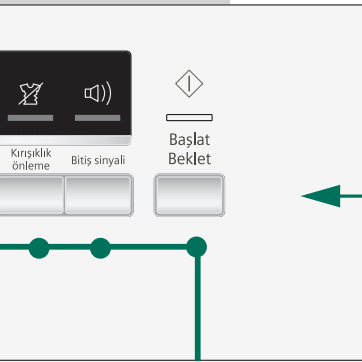 Kırışıklık
önleme
Bitiş sinyali
Başlat
Beklet